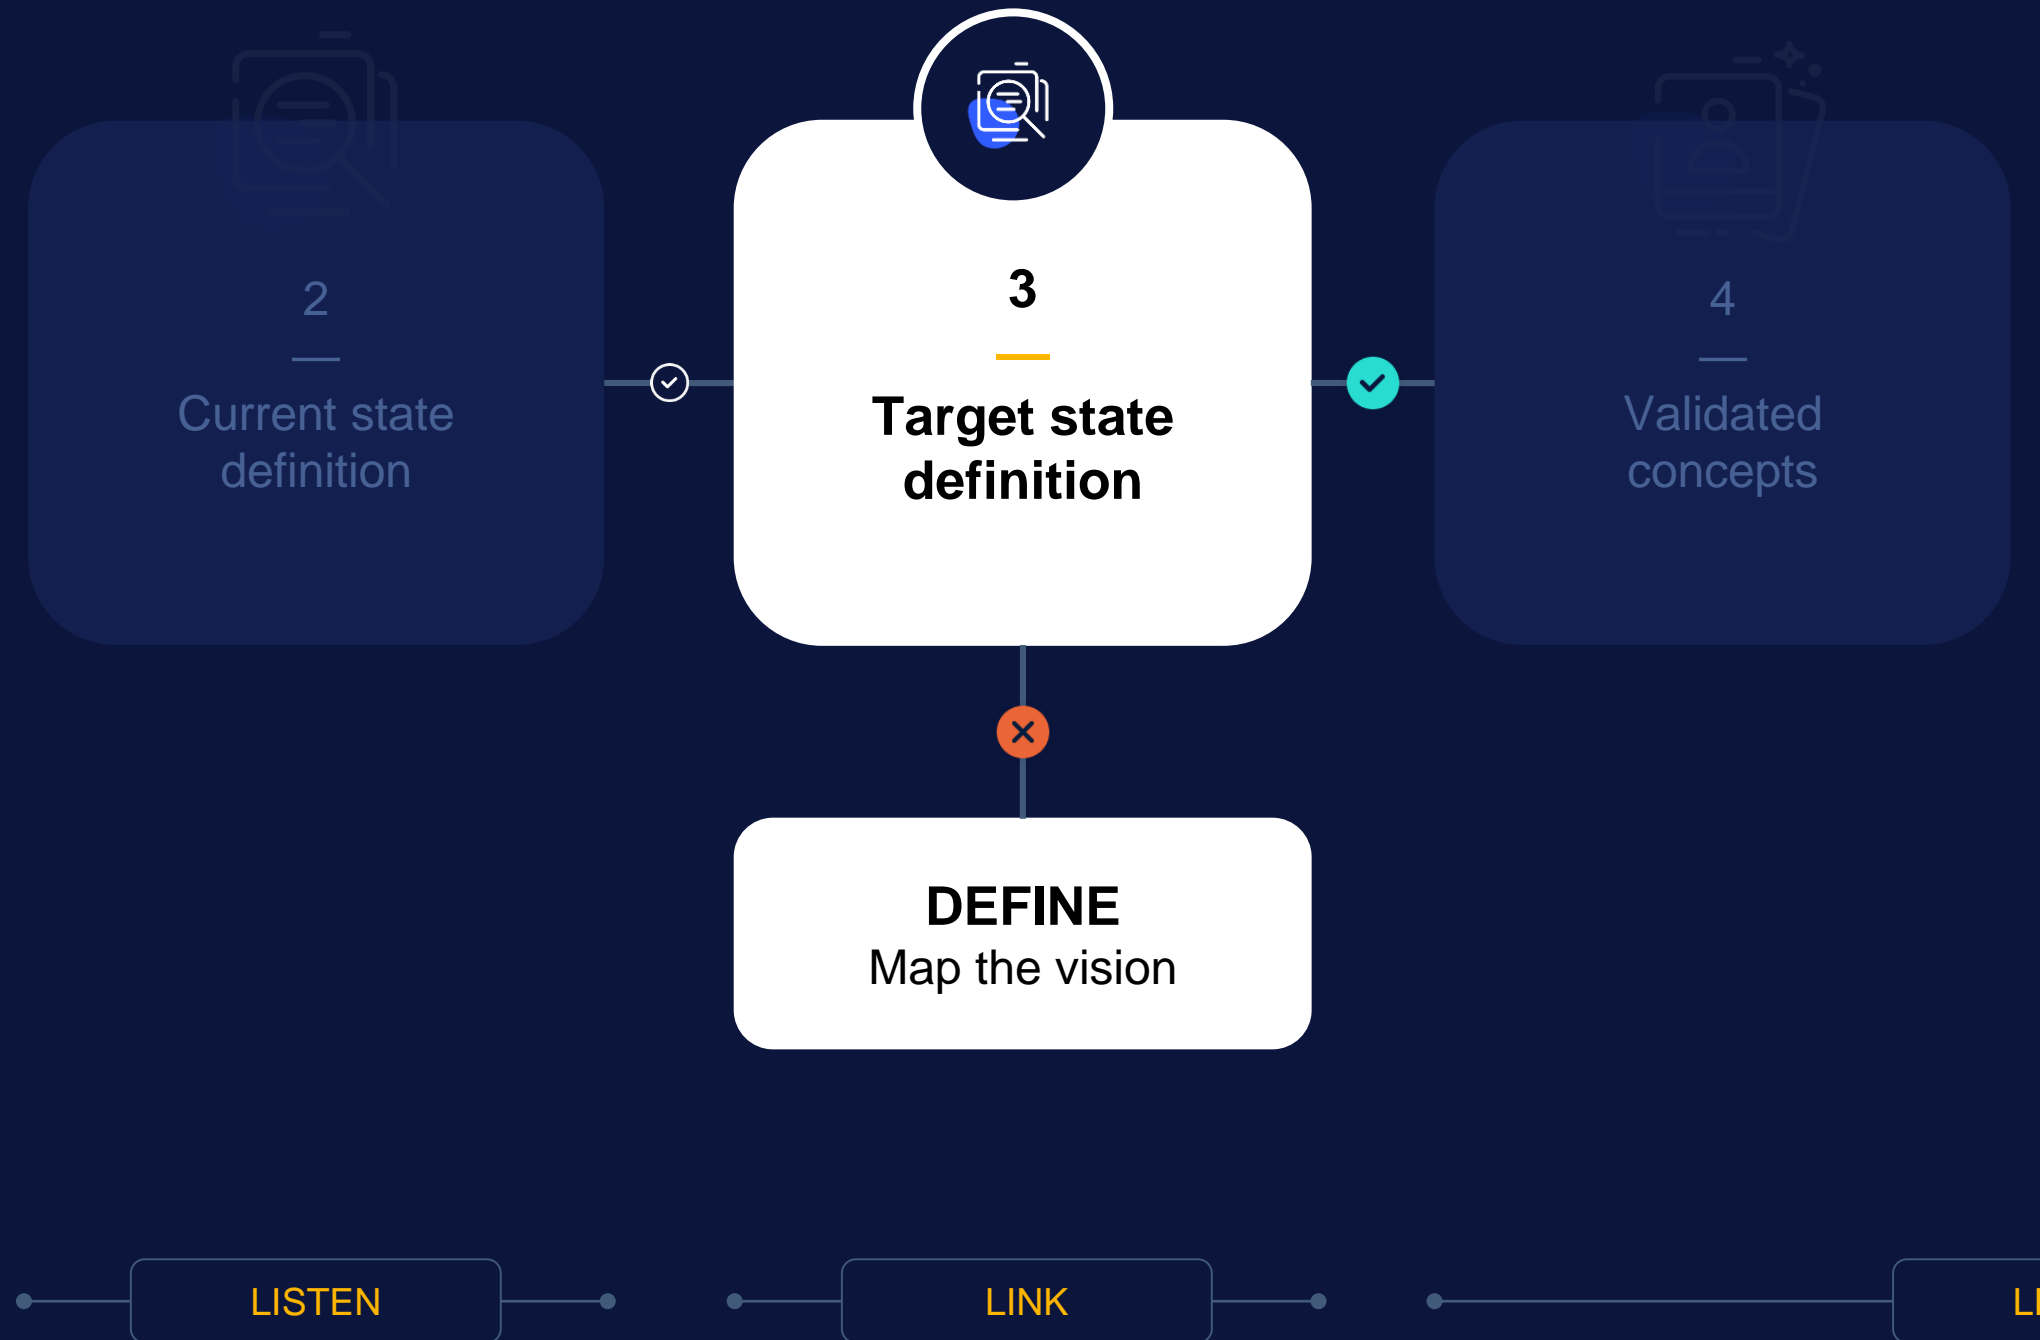 2
Current state
definition
3
Target state
definition
4
Validated
concepts
DEFINE
Map the vision
LISTEN
LINK